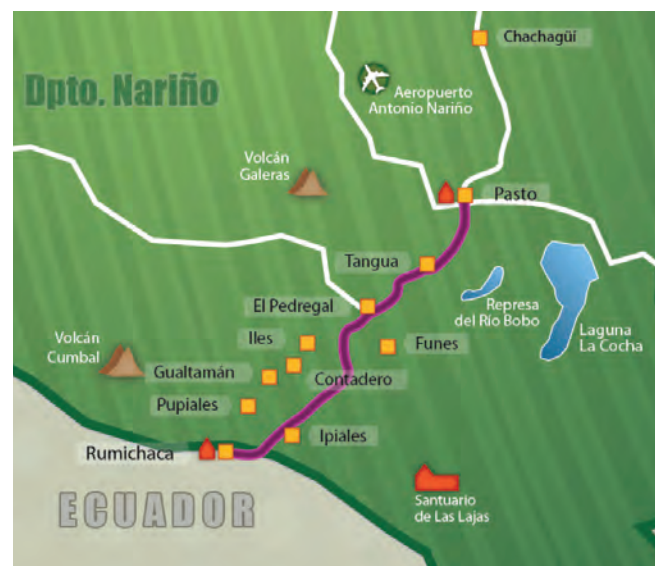 Chachagüí
Dpto. Nariño
Aeropuerto
Antonio Nariño
Volcán
Galeras
Pasto
Tangua
El Pedregal
Represa
del Río Bobo
Laguna
La Cocha
Iles
Funes
Volcán
Cumbal
Gualtamán
Contadero
Pupiales
Ipiales
Rumichaca
ECUADOR
Santuario
de Las Lajas